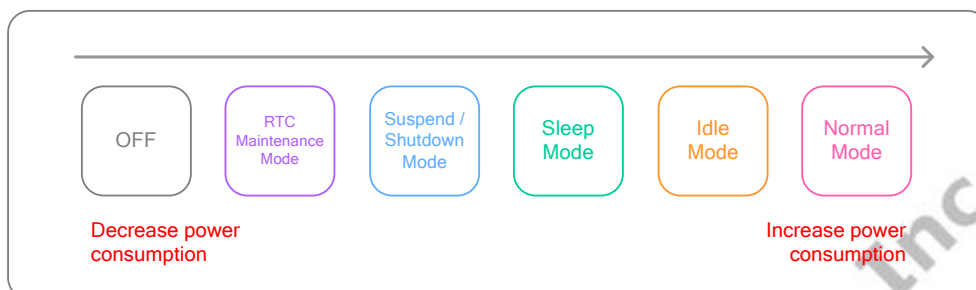 OFF
RTC
Maintenance
Mode
Suspend /
Shutdown
Mode
Sleep
Mode
Idle
Mode
Normal
Mode
Decrease power
consumption
Increase power
consumption
Inc